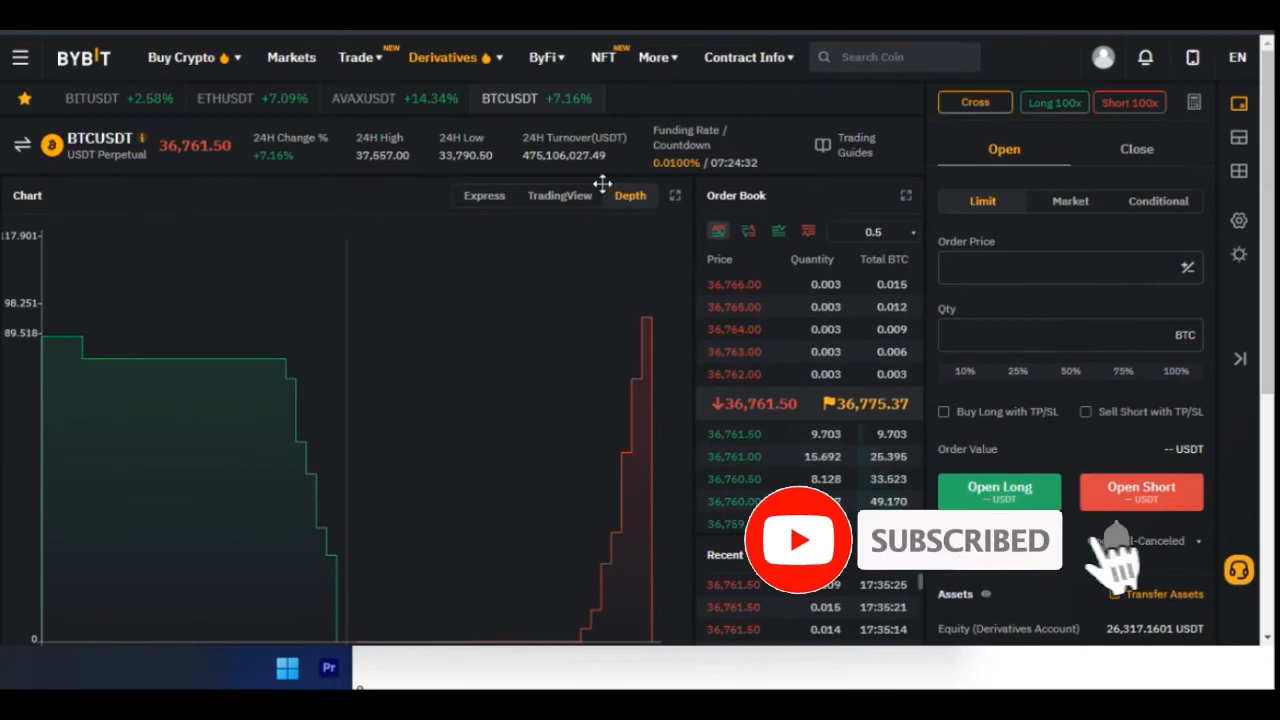 BYBIT
Buy Crypto
Markets
Trade
NEW
Derivatives
ByFi
NFT
NEW
More
Contract Info
Search Coin
EN
BITUSDT +2.58%
ETHUSDT +7.09%
AVAXUSDT +14.34%
BTCUSDT +7.16%
Cross
Long 100x
Short 100x
BTCUSDT
USDT Perpetual
36,761.50
24H Change %
+7.16%
24H High
37,557.00
24H Low
33,790.50
24H Turnover(USDT)
475,106,027.49
Funding Rate /
Countdown
0.0100% / 07:24:32
Trading
Guides
Open
Close
Chart
Express
TradingView
Depth
117.901
98.251
89.518
0
Order Book
0.5
Price Quantity Total BTC
36,766.00 0.003 0.015
36,765.00 0.003 0.012
36,764.00 0.003 0.009
36,763.00 0.003 0.006
36,762.00 0.003 0.003
36,761.50 36,775.37
36,761.50 9.703 9.703
36,761.00 15.692 25.395
36,760.50 8.128 33.523
36,760.00 49.170
36,759
Recent
36,761.50 17:35:25
36,761.50 0.015 17:35:21
36,761.50 0.014 17:35:14
Limit
Market
Conditional
Order Price
Qty
BTC
10% 25% 50% 75% 100%
Buy Long with TP/SL
Sell Short with TP/SL
Order Value -- USDT
Open Long
-- USDT
Open Short
-- USDT
SUBSCRIBED
l-Canceled
Assets
Transfer Assets
Equity (Derivatives Account) 26,317.1601 USDT
Pr